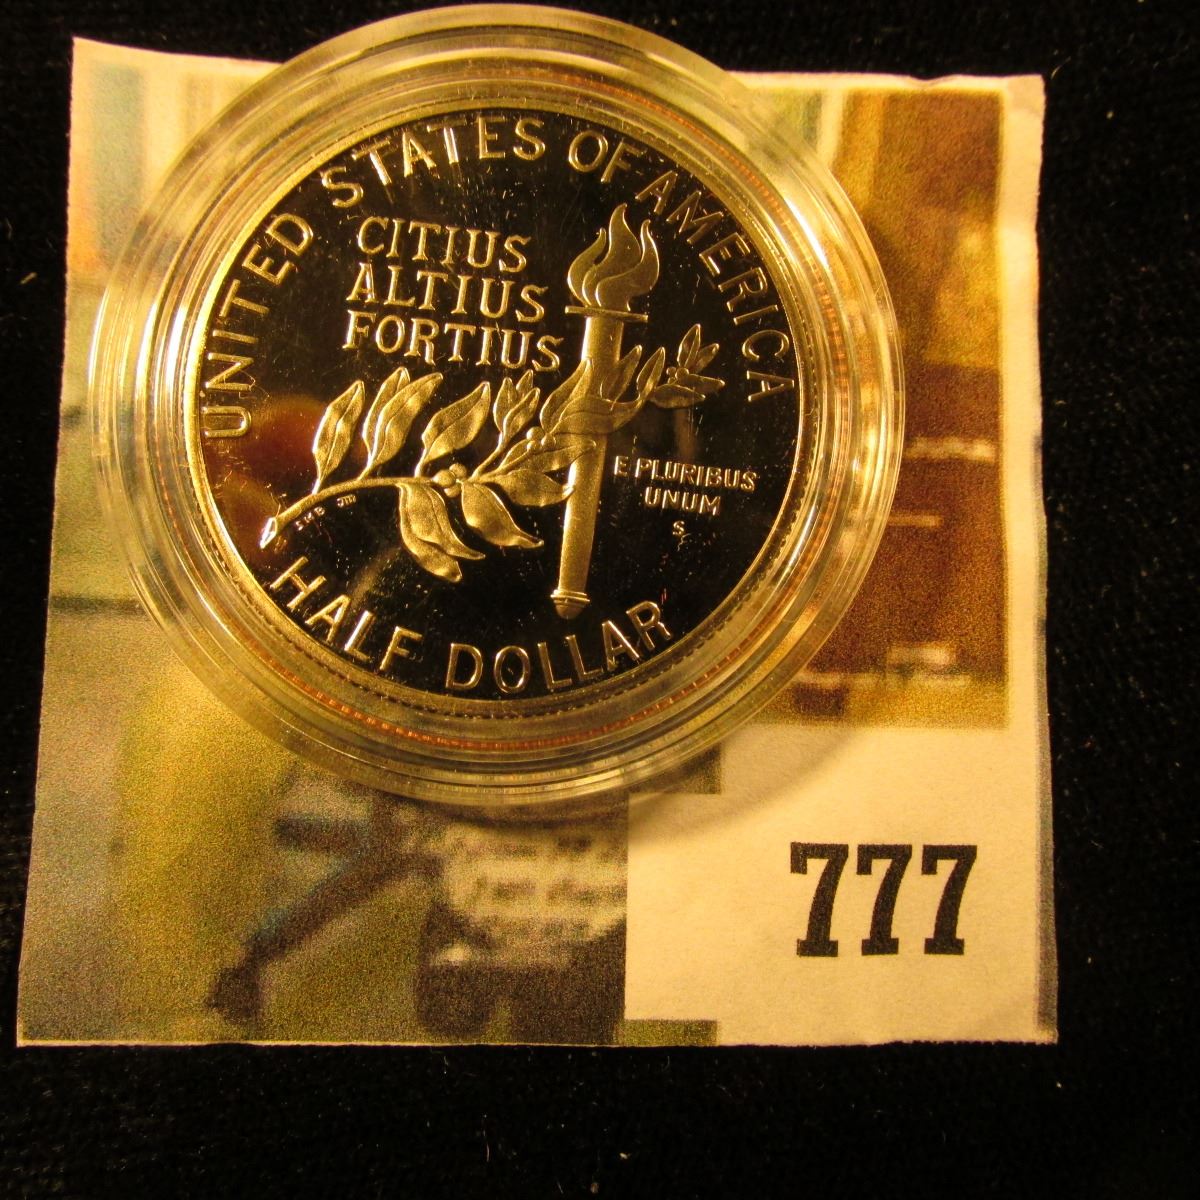 UNITED STATES OF AMERICA
CITIUS
ALTIUS
FORTIUS
E PLURIBUS
UNUM
S
HALF DOLLAR
777